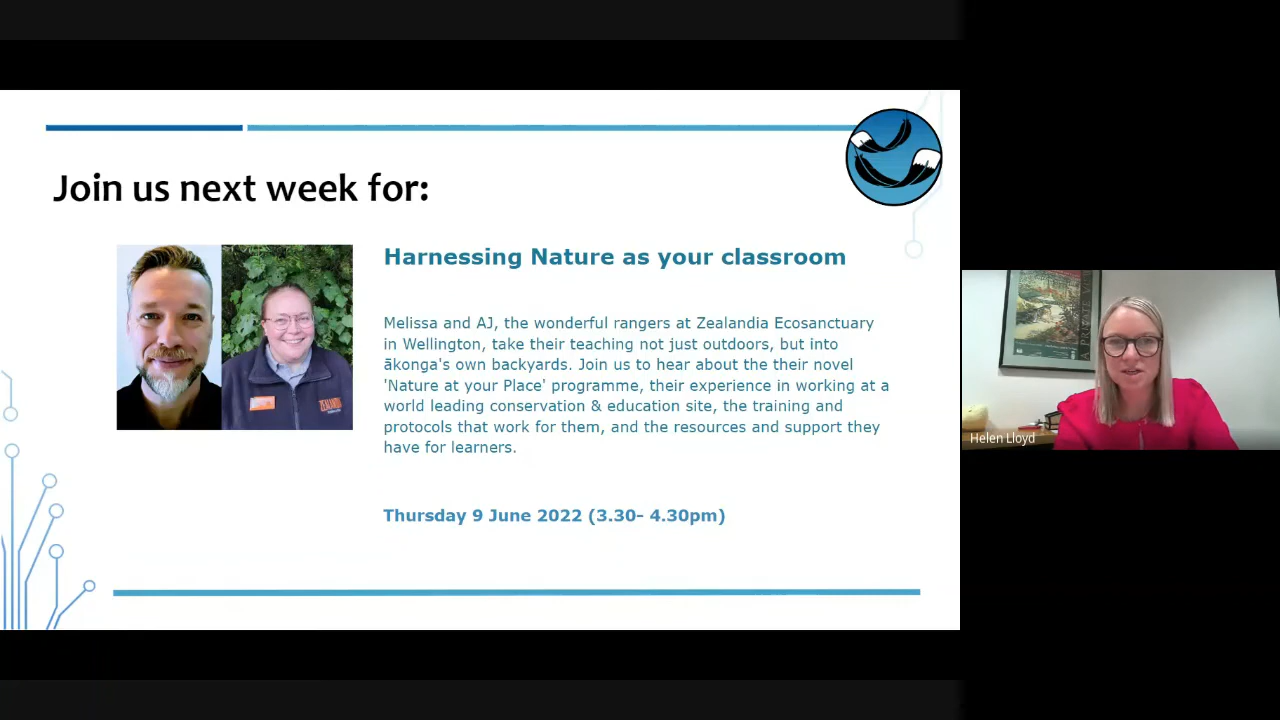 Join us next week for:
Harnessing Nature as your classroom
Melissa and AJ, the wonderful rangers at Zealandia Ecosanctuary
in Wellington, take their teaching not just outdoors, but into
ākonga's own backyards. Join us to hear about the their novel
'Nature at your Place' programme, their experience in working at a
world leading conservation & education site, the training and
protocols that work for them, and the resources and support they
have for learners.
Thursday 9 June 2022 (3.30- 4.30pm)
ZEALANDIA
Helen Lloyd